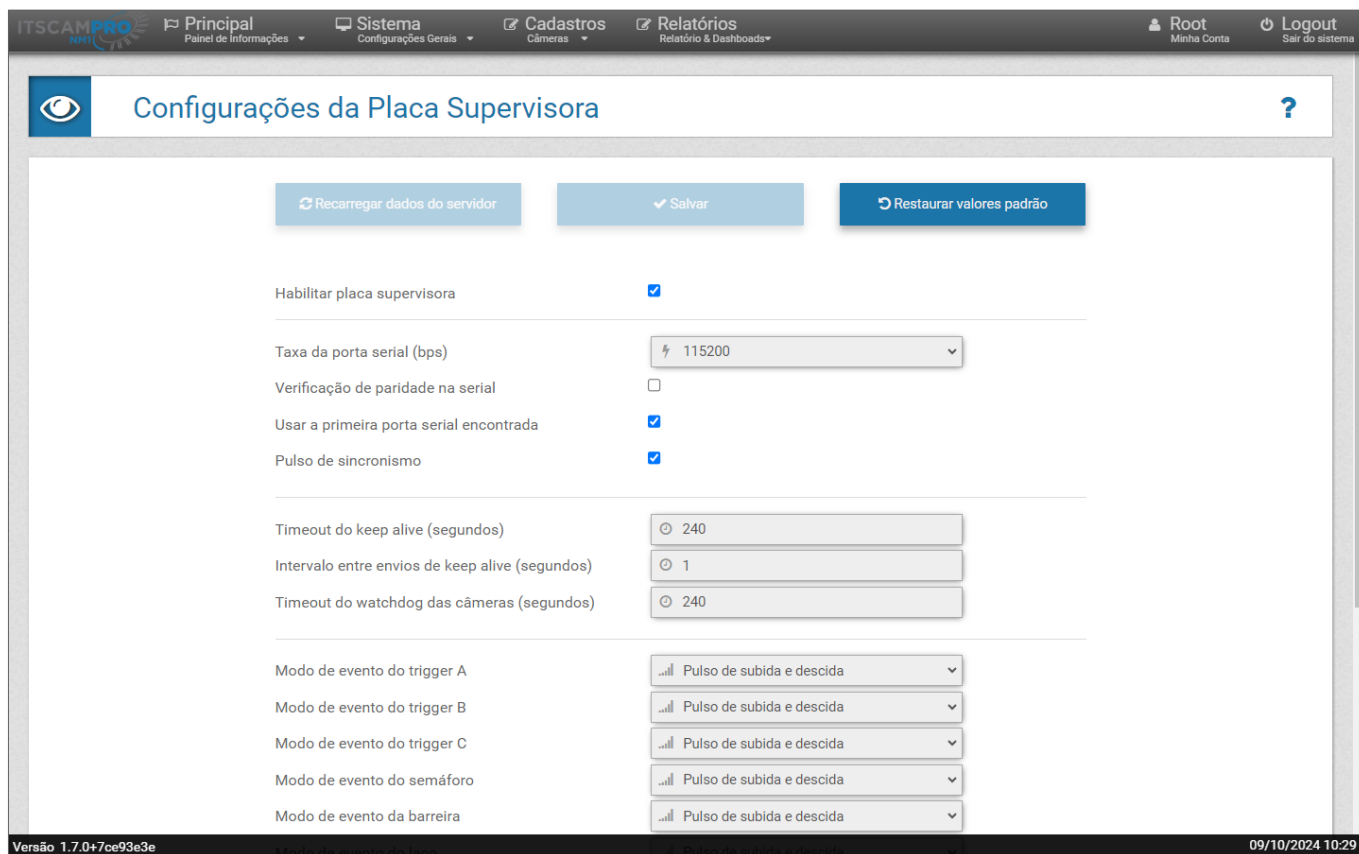 ITSCAMPRO
NM1
Principal
Painel de Informações
Sistema
Configurações Gerais
Cadastros
Câmeras
Relatórios
Relatório & Dashboads
Root
Minha Conta
Logout
Sair do sistema
Configurações da Placa Supervisora
?
Recarregar dados do servidor
Salvar
Restaurar valores padrão
Habilitar placa supervisora
Taxa da porta serial (bps) 115200
Verificação de paridade na serial
Usar a primeira porta serial encontrada
Pulso de sincronismo
Timeout do keep alive (segundos) 240
Intervalo entre envios de keep alive (segundos) 1
Timeout do watchdog das câmeras (segundos) 240
Modo de evento do trigger A Pulso de subida e descida
Modo de evento do trigger B Pulso de subida e descida
Modo de evento do trigger C Pulso de subida e descida
Modo de evento do semáforo Pulso de subida e descida
Modo de evento da barreira Pulso de subida e descida
Versão 1.7.0+7ce93e3e
09/10/2024 10:29